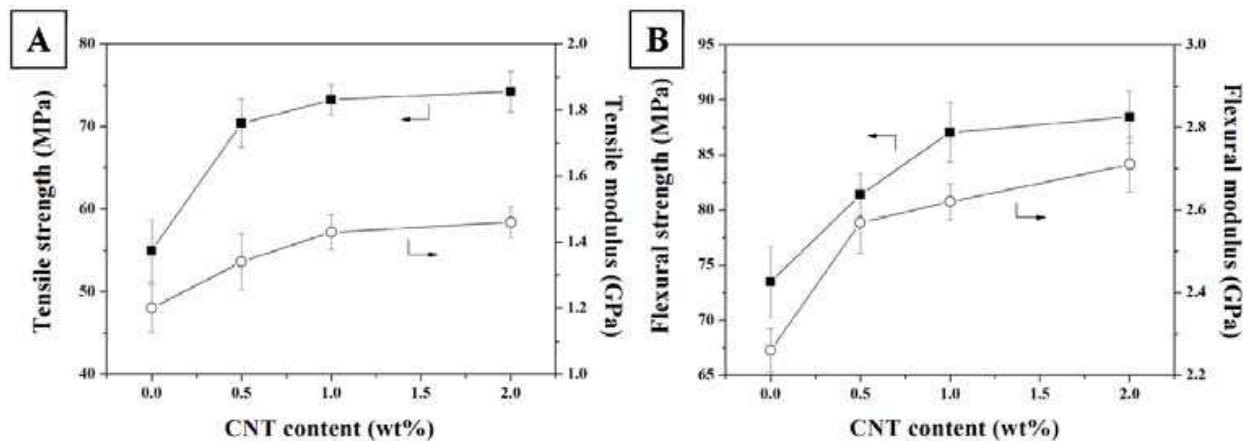 A
80
70
60
50
40
Tensile strength (MPa)
2.0
1.8
1.6
1.4
1.2
1.0
Tensile modulus (GPa)
0.0 0.5 1.0 1.5 2.0
CNT content (wt%)
B
95
90
85
80
75
70
65
Flexural strength (MPa)
3.0
2.8
2.6
2.4
2.2
Flexural modulus (GPa)
0.0 0.5 1.0 1.5 2.0
CNT content (wt%)